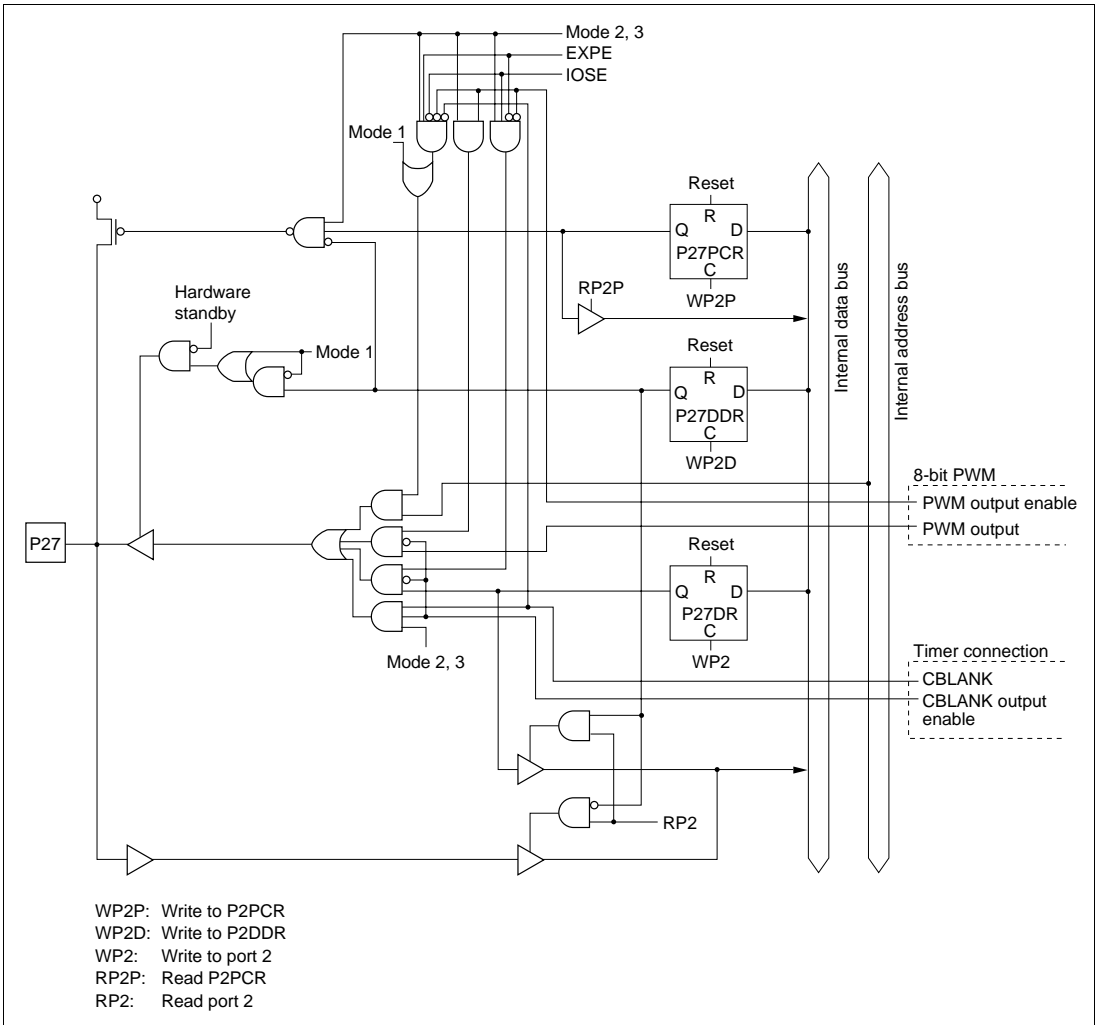 Mode 2, 3
EXPE
IOSE
Mode 1
Reset
R
Q D
P27PCR
C
WP2P
RP2P
Hardware
standby
Mode 1
Reset
R
Q D
P27DDR
C
WP2D
Internal data bus
Internal address bus
8-bit PWM
PWM output enable
PWM output
P27
Reset
R
Q D
P27DR
C
WP2
Mode 2, 3
Timer connection
CBLANK
CBLANK output
enable
RP2
WP2P: Write to P2PCR
WP2D: Write to P2DDR
WP2: Write to port 2
RP2P: Read P2PCR
RP2: Read port 2